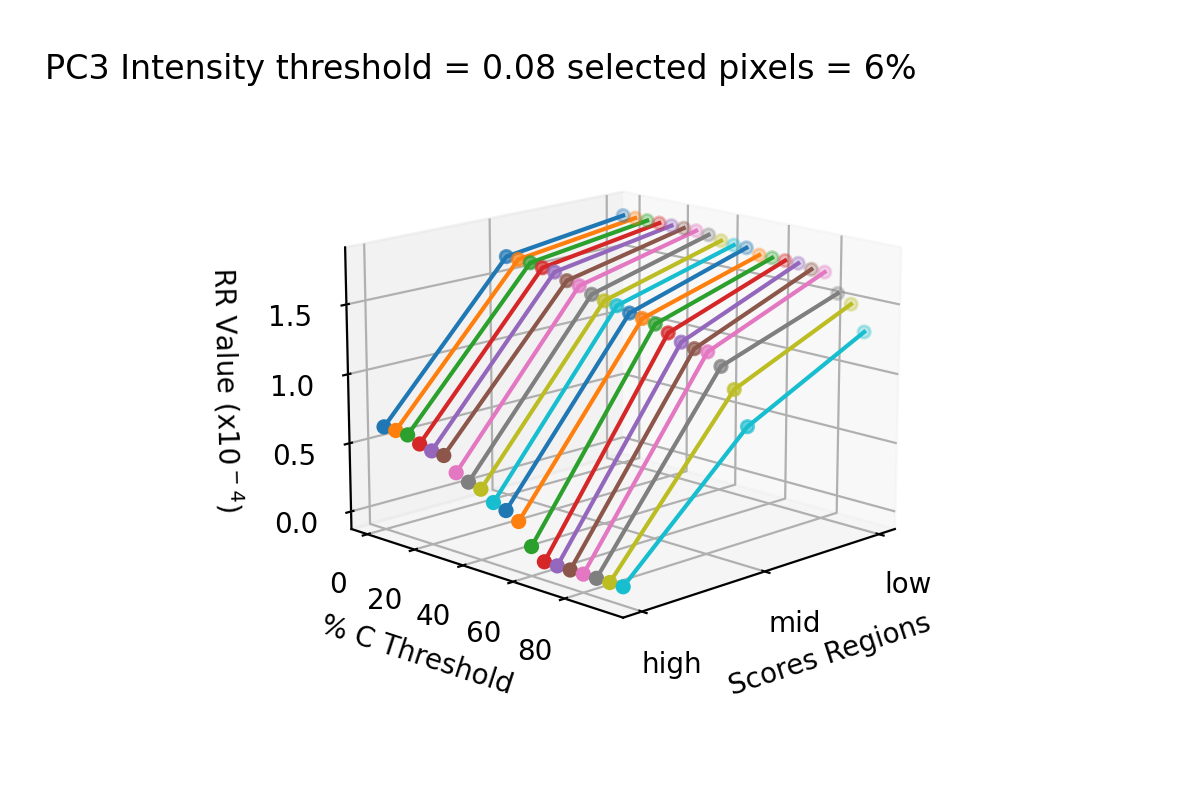 PC3 Intensity threshold = 0.08 selected pixels = 6%
RR Value (x10⁻⁴)
1.5
1.0
0.5
0.0
0
20
40
60
80
% C Threshold
high
mid
low
Scores Regions